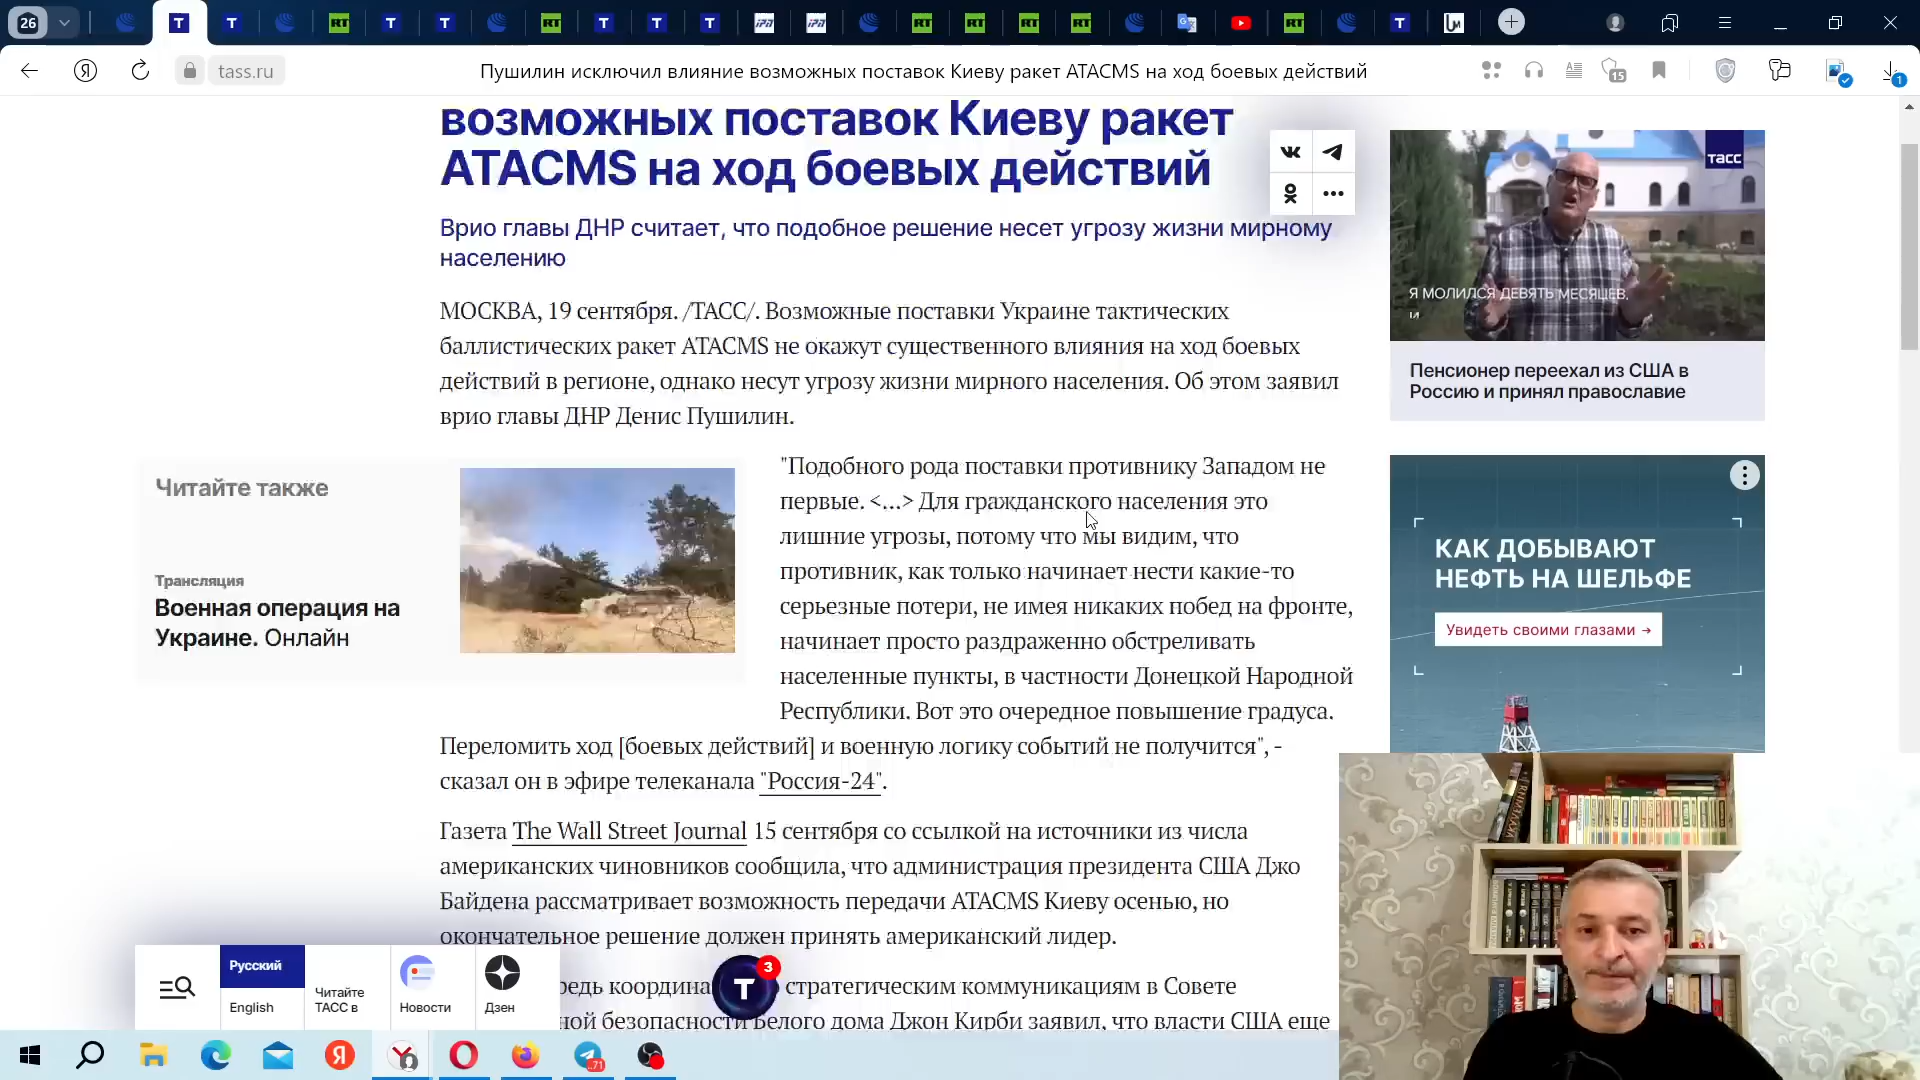 26
tass.ru
Пушилин исключил влияние возможных поставок Киеву ракет ATACMS на ход боевых действий
15
1
возможных поставок Киеву ракет
ATACMS на ход боевых действий
Врио главы ДНР считает, что подобное решение несет угрозу жизни мирному
населению
МОСКВА, 19 сентября. /ТАСС/. Возможные поставки Украине тактических
баллистических ракет ATACMS не окажут существенного влияния на ход боевых
действий в регионе, однако несут угрозу жизни мирного населения. Об этом заявил
врио главы ДНР Денис Пушилин.
Читайте также
Трансляция
Военная операция на
Украине. Онлайн
"Подобного рода поставки противнику Западом не
первые. <...> Для гражданского населения это
лишние угрозы, потому что мы видим, что
противник, как только начинает нести какие-то
серьезные потери, не имея никаких побед на фронте,
начинает просто раздраженно обстреливать
населенные пункты, в частности Донецкой Народной
Республики. Вот это очередное повышение градуса.
Переломить ход [боевых действий] и военную логику событий не получится", -
сказал он в эфире телеканала "Россия-24".
Газета The Wall Street Journal 15 сентября со ссылкой на источники из числа
американских чиновников сообщила, что администрация президента США Джо
Байдена рассматривает возможность передачи ATACMS Киеву осенью, но
окончательное решение должен принять американский лидер.
стратегическим коммуникациям в Совете
безопасности Белого дома Джон Кирби заявил, что власти США еще
ТАСС
Я МОЛИЛСЯ ДЕВЯТЬ МЕСЯЦЕВ,
И
Пенсионер переехал из США в
Россию и принял православие
КАК ДОБЫВАЮТ
НЕФТЬ НА ШЕЛЬФЕ
Увидеть своими глазами →
Русский
English
Читайте
ТАСС в
Новости
Дзен
T
3